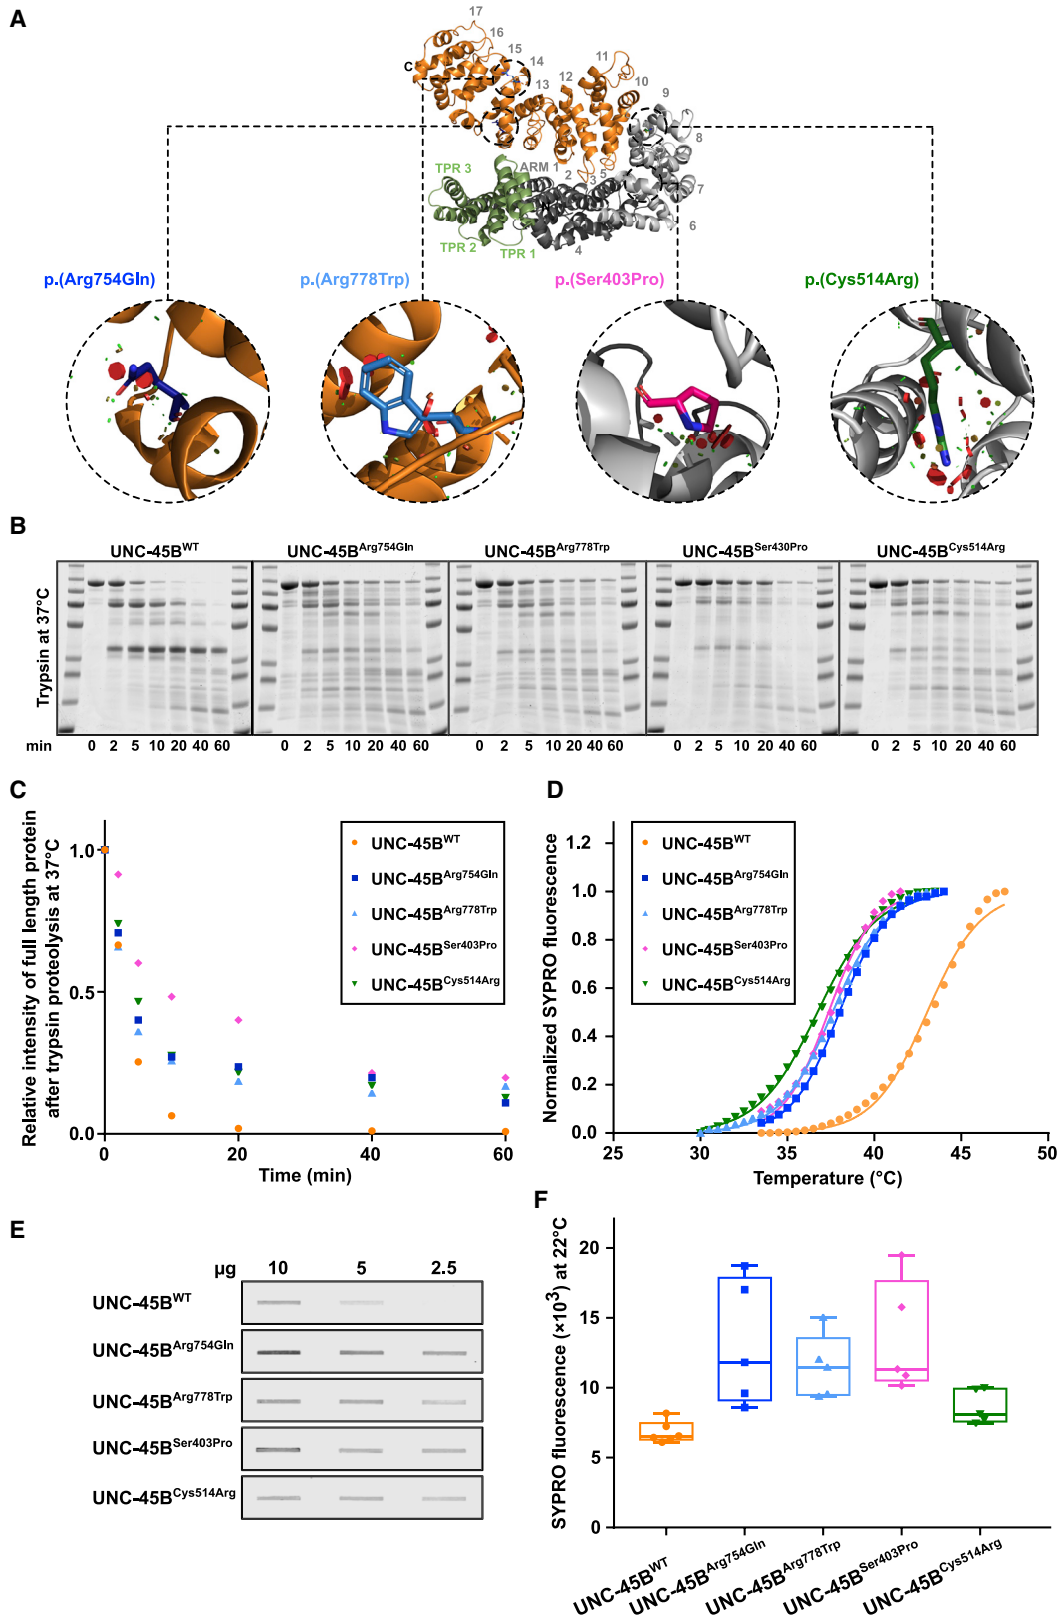 A
17
16
15
14
13
12
11
10
9
8
7
6
5
4
3
2
ARM 1
C
N
TPR 3
TPR 2
TPR 1
p.(Arg754Gln)
p.(Arg778Trp)
p.(Ser403Pro)
p.(Cys514Arg)
B
UNC-45B^WT
UNC-45B^Arg754Gln
UNC-45B^Arg778Trp
UNC-45B^Ser430Pro
UNC-45B^Cys514Arg
Trypsin at 37°C
min 0 2 5 10 20 40 60 0 2 5 10 20 40 60 0 2 5 10 20 40 60 0 2 5 10 20 40 60 0 2 5 10 20 40 60
C
Relative intensity of full length protein
after trypsin proteolysis at 37°C
1.0
0.5
0.0
0 20 40 60
Time (min)
UNC-45B^WT
UNC-45B^Arg754Gln
UNC-45B^Arg778Trp
UNC-45B^Ser403Pro
UNC-45B^Cys514Arg
D
Normalized SYPRO fluorescence
1.2
1.0
0.8
0.6
0.4
0.2
0.0
25 30 35 40 45 50
Temperature (°C)
UNC-45B^WT
UNC-45B^Arg754Gln
UNC-45B^Arg778Trp
UNC-45B^Ser403Pro
UNC-45B^Cys514Arg
E
µg 10 5 2.5
UNC-45B^WT
UNC-45B^Arg754Gln
UNC-45B^Arg778Trp
UNC-45B^Ser403Pro
UNC-45B^Cys514Arg
F
SYPRO fluorescence (×10^3) at 22°C
20
15
10
5
0
UNC-45B^WT
UNC-45B^Arg754Gln
UNC-45B^Arg778Trp
UNC-45B^Ser403Pro
UNC-45B^Cys514Arg